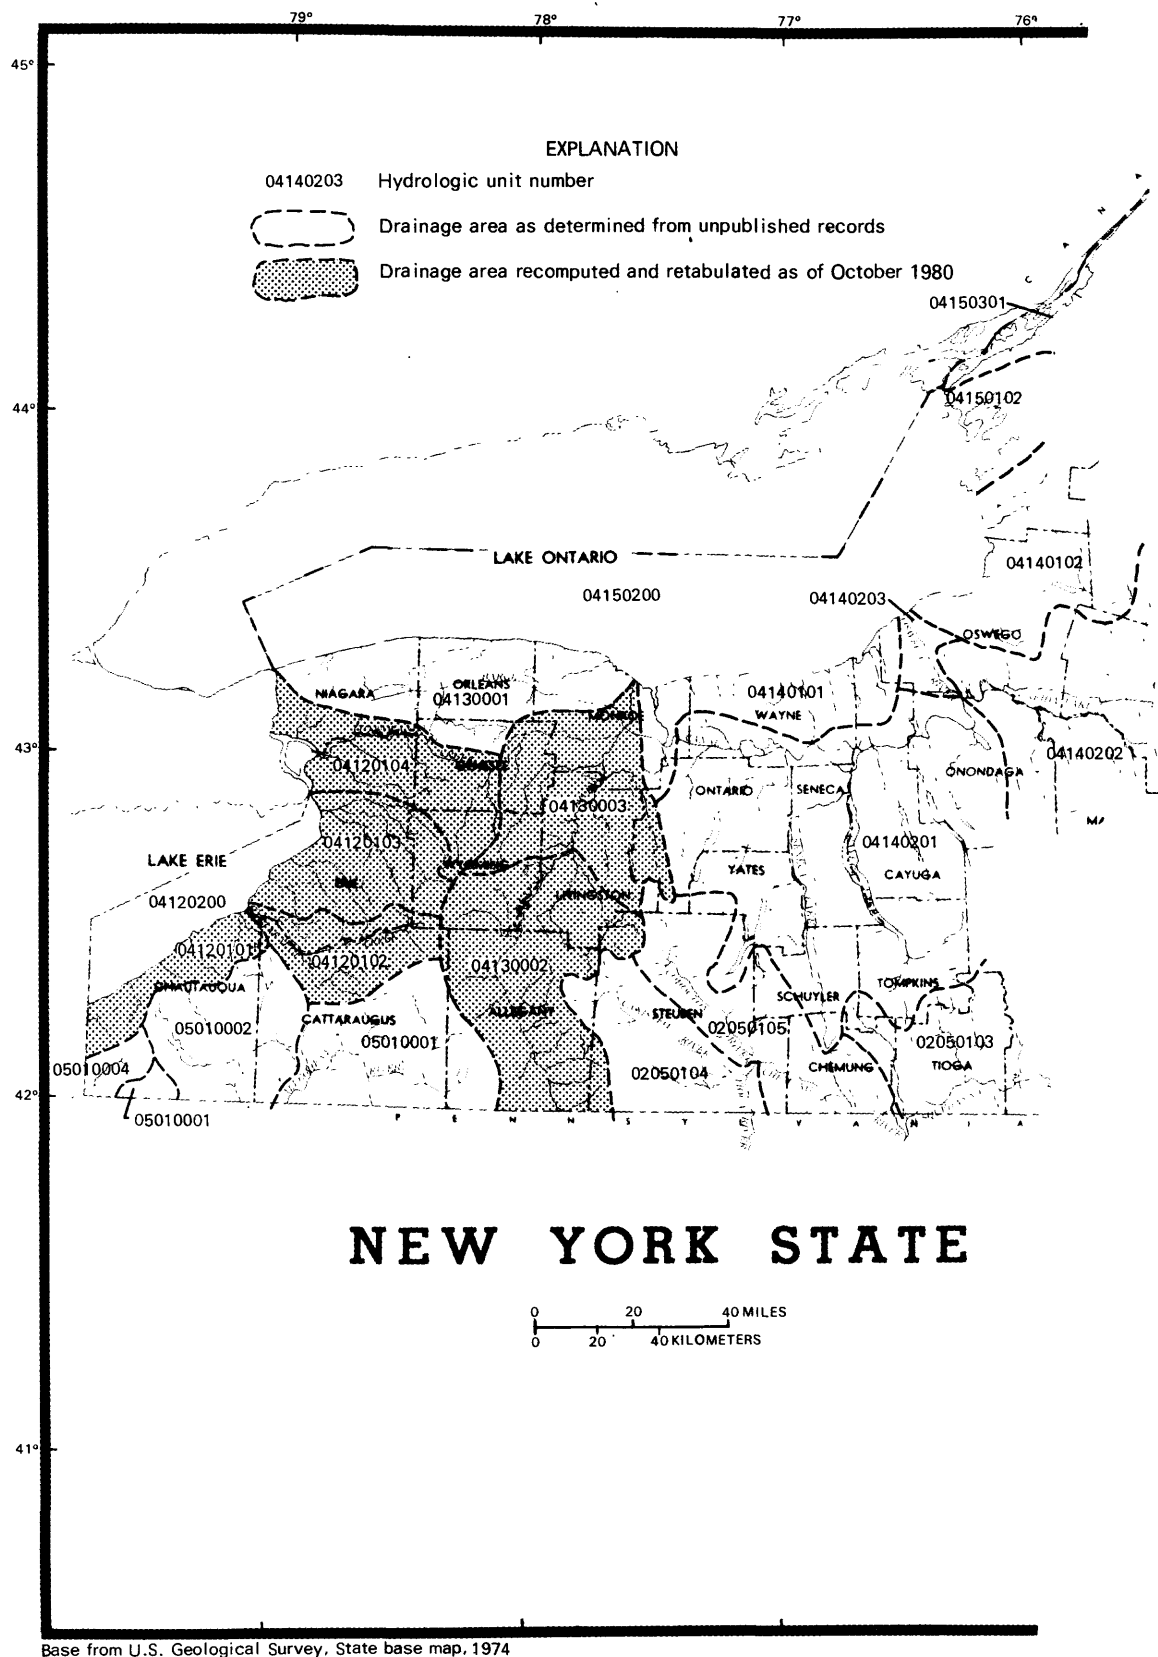 79° 78° 77° 76°
45°
EXPLANATION
04140203 Hydrologic unit number
Drainage area as determined from unpublished records
Drainage area recomputed and retabulated as of October 1980
C A N A
04150301
44°
04150102
LAKE ONTARIO
04140102
04150200
04140203
OSWEGO
ORLEANS
NIAGARA
04130001
04140101
MONROE
WAYNE
43°
04140202
04120104
GENESEE
ONONDAGA
ONTARIO
SENECA
04130003
MA
04120103
04140201
LAKE ERIE
WYOMING
YATES
CAYUGA
ERIE
LIVINGSTON
04120200
04120101
04120102
04130002
CHAUTAUQUA
TOMPKINS
SCHUYLER
ALLEGANY
STEUBEN
CATTARAUGUS
05010002
02050105
05010001
02050103
05010004
02050104
CHEMUNG
TIOGA
42°
05010001
P E N N S Y V A N I A
NEW YORK STATE
0 20 40 MILES
0 20 40 KILOMETERS
41°
Base from U.S. Geological Survey, State base map, 1974